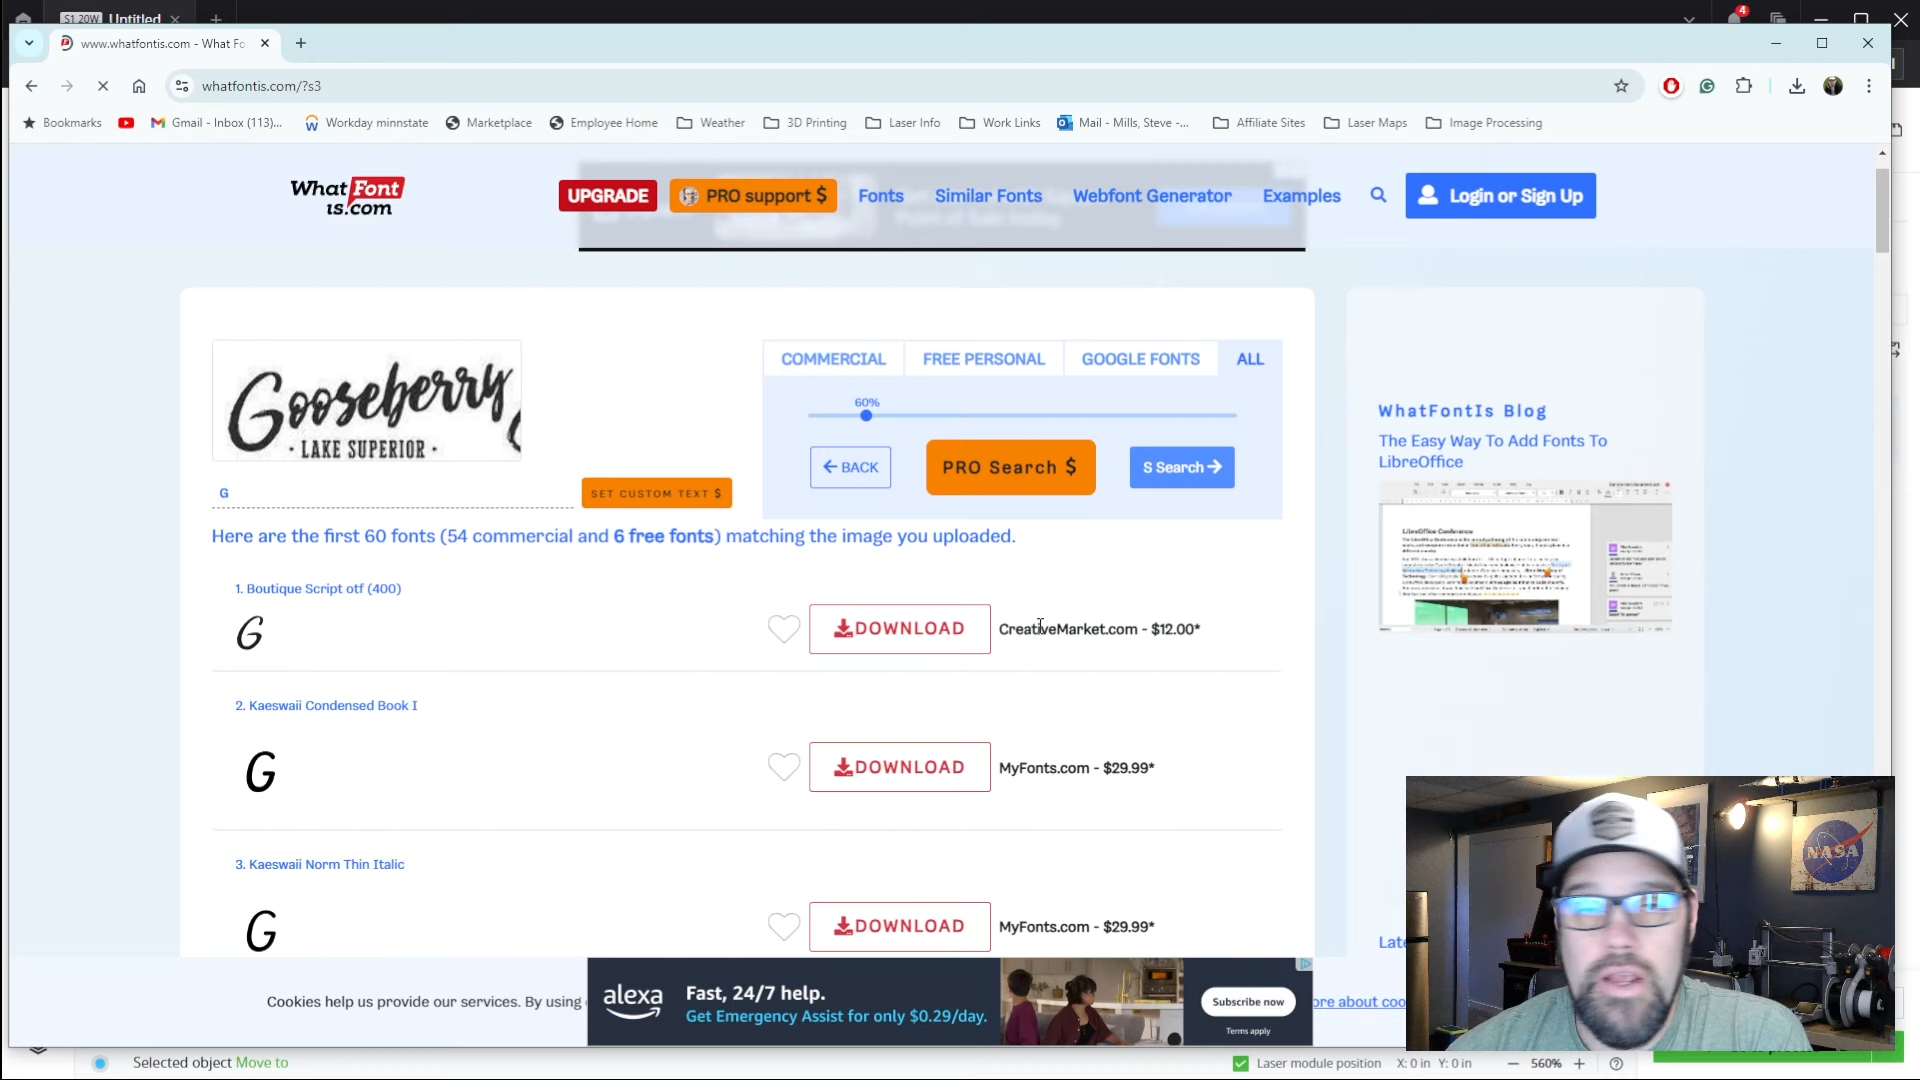 S1 20W Untitled
4
www.whatfontis.com - What Fo
whatfontis.com/?s3
Bookmarks
Gmail - Inbox (113)...
Workday minnstate
Marketplace
Employee Home
Weather
3D Printing
Laser Info
Work Links
Mail - Mills, Steve -...
Affiliate Sites
Laser Maps
Image Processing
What Font is.com
UPGRADE
PRO support $
Fonts
Similar Fonts
Webfont Generator
Examples
Login or Sign Up
Gooseberry
· LAKE SUPERIOR ·
COMMERCIAL
FREE PERSONAL
GOOGLE FONTS
ALL
60%
BACK
PRO Search $
S Search
G
SET CUSTOM TEXT $
Here are the first 60 fonts (54 commercial and 6 free fonts) matching the image you uploaded.
1. Boutique Script otf (400)
G
DOWNLOAD
CreativeMarket.com - $12.00*
2. Kaeswaii Condensed Book I
G
DOWNLOAD
MyFonts.com - $29.99*
3. Kaeswaii Norm Thin Italic
G
DOWNLOAD
MyFonts.com - $29.99*
WhatFontIs Blog
The Easy Way To Add Fonts To
LibreOffice
LibreOffice Conference
Late
NASA
Cookies help us provide our services. By using
alexa
Fast, 24/7 help.
Get Emergency Assist for only $0.29/day.
Subscribe now
Terms apply
ore about coo
Selected object Move to
Laser module position
X: 0 in Y: 0 in
560%